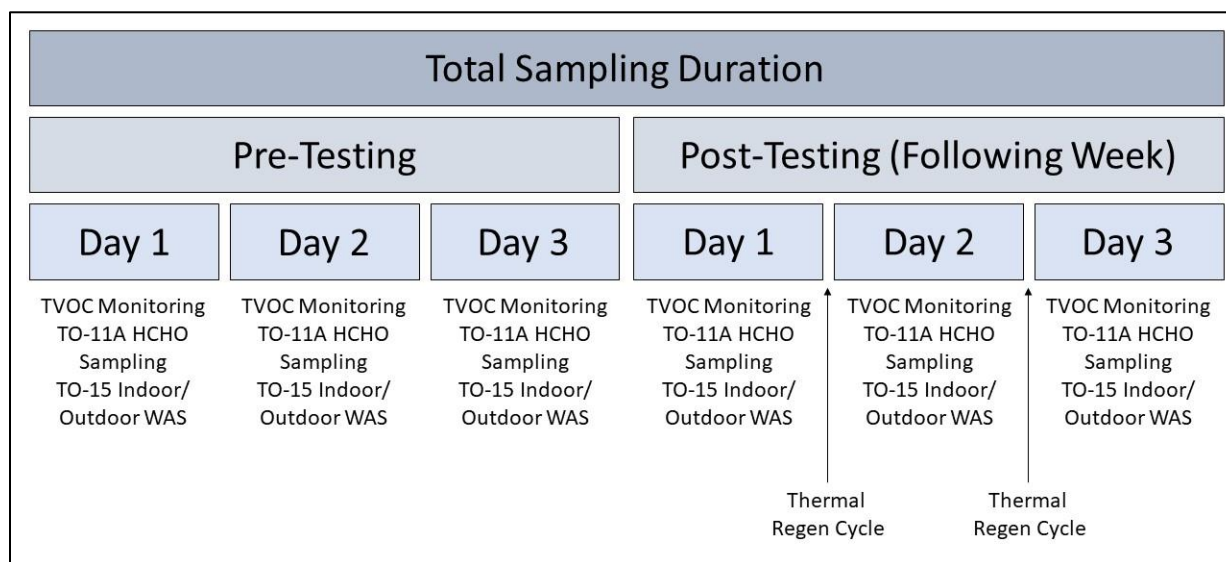 Total Sampling Duration
Pre-Testing
Post-Testing (Following Week)
Day 1
Day 2
Day 3
Day 1
Day 2
Day 3
TVOC Monitoring
TO-11A HCHO
Sampling
TO-15 Indoor/
Outdoor WAS
TVOC Monitoring
TO-11A HCHO
Sampling
TO-15 Indoor/
Outdoor WAS
TVOC Monitoring
TO-11A HCHO
Sampling
TO-15 Indoor/
Outdoor WAS
TVOC Monitoring
TO-11A HCHO
Sampling
TO-15 Indoor/
Outdoor WAS
TVOC Monitoring
TO-11A HCHO
Sampling
TO-15 Indoor/
Outdoor WAS
TVOC Monitoring
TO-11A HCHO
Sampling
TO-15 Indoor/
Outdoor WAS
Thermal
Regen Cycle
Thermal
Regen Cycle